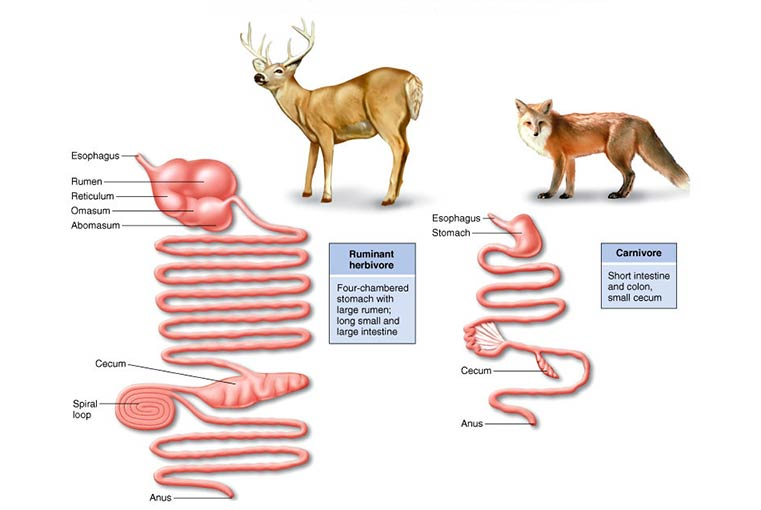 Esophagus
Rumen
Reticulum
Omasum
Abomasum
Ruminant
herbivore
Four-chambered
stomach with
large rumen;
long small and
large intestine
Cecum
Spiral
loop
Anus
Esophagus
Stomach
Carnivore
Short intestine
and colon,
small cecum
Cecum
Anus